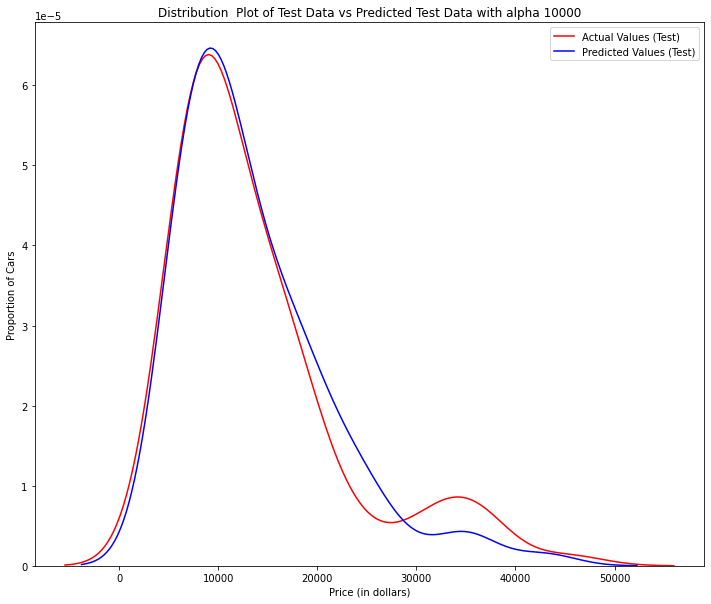 Distribution  Plot of Test Data vs Predicted Test Data with alpha 10000
1e−5
Actual Values (Test)
Predicted Values (Test)
6
5
4
3
2
1
0
Proportion of Cars
0 10000 20000 30000 40000 50000
Price (in dollars)